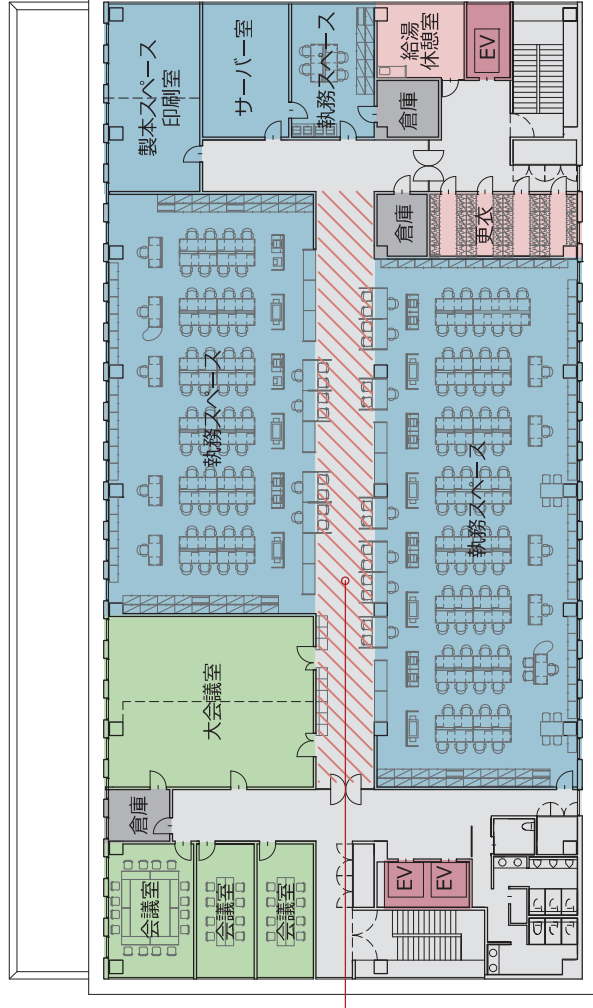 製本スペース
印刷室
サーバー室
執務スペース
給湯
休憩室
EV
倉庫
倉庫
更衣
執務スペース
執務スペース
大会議室
倉庫
会議室
会議室
会議室
EV
EV